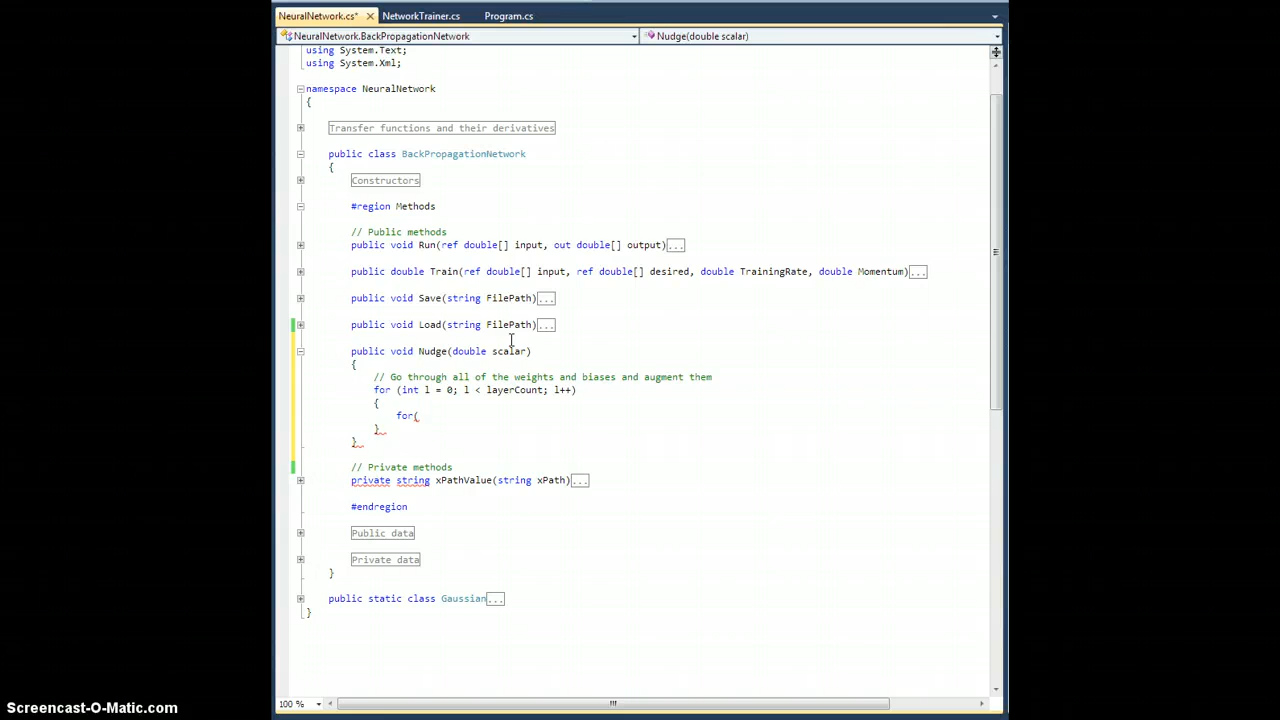 NeuralNetwork.cs* NetworkTrainer.cs Program.cs
NeuralNetwork.BackPropagationNetwork Nudge(double scalar)
using System.Text;
using System.Xml;
namespace NeuralNetwork
{
Transfer functions and their derivatives
public class BackPropagationNetwork
{
Constructors
#region Methods
// Public methods
public void Run(ref double[] input, out double[] output)...
public double Train(ref double[] input, ref double[] desired, double TrainingRate, double Momentum)...
public void Save(string FilePath)...
public void Load(string FilePath)...
public void Nudge(double scalar)
{
// Go through all of the weights and biases and augment them
for (int l = 0; l < layerCount; l++)
{
for(
}
}
// Private methods
private string xPathValue(string xPath)...
#endregion
Public data
Private data
}
public static class Gaussian...
}
100 %
Screencast-O-Matic.com